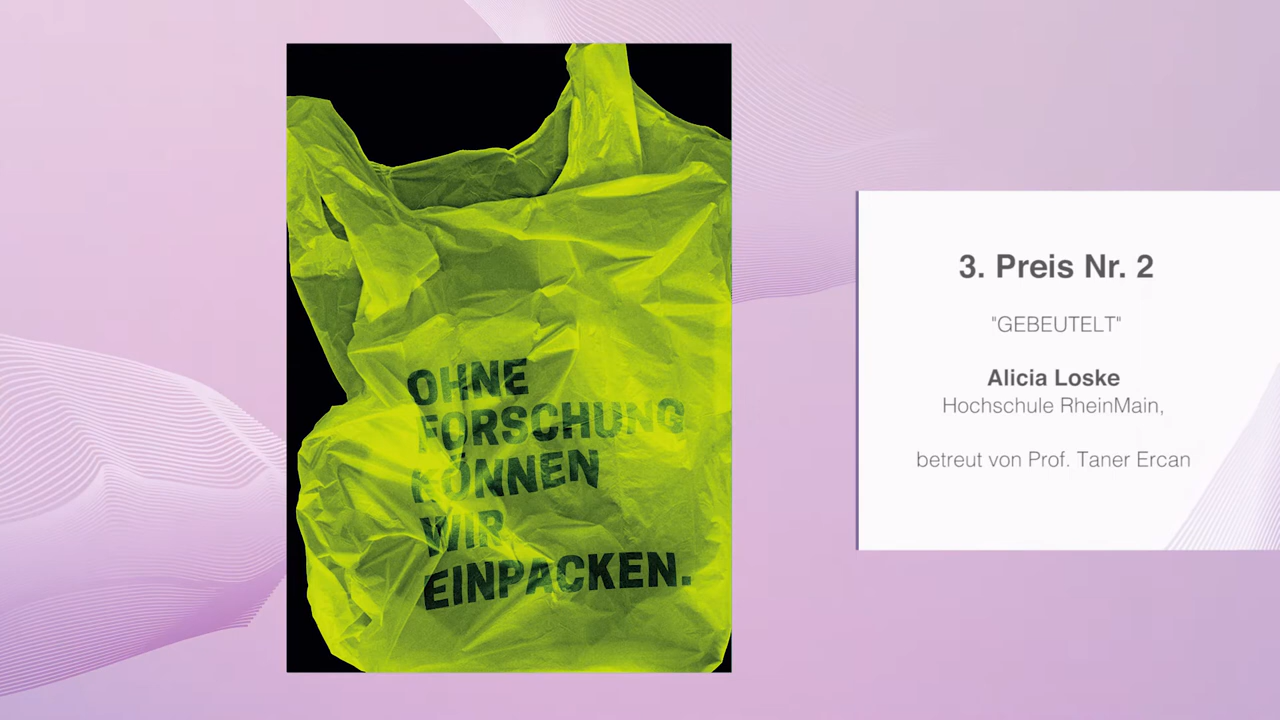 OHNE
FORSCHUNG
KÖNNEN
WIR
EINPACKEN.
3. Preis Nr. 2
"GEBEUTELT"
Alicia Loske
Hochschule RheinMain,
betreut von Prof. Taner Ercan